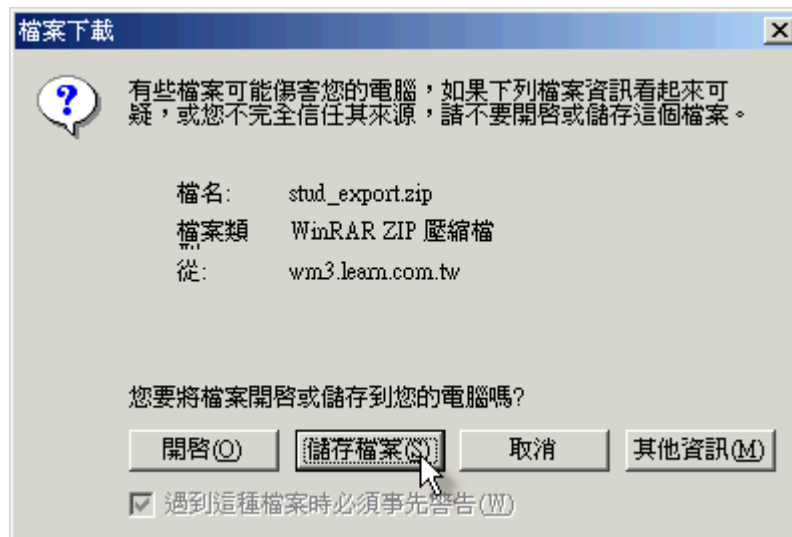 檔案下載
有些檔案可能傷害您的電腦，如果下列檔案資訊看起來可
疑，或您不完全信任其來源，請不要開啓或儲存這個檔案。
檔名: stud_export.zip
檔案類 WinRAR ZIP 壓縮檔
從: wm3.learn.com.tw
您要將檔案開啓或儲存到您的電腦嗎?
開啓(O) 儲存檔案(S) 取消 其他資訊(M)
遇到這種檔案時必須事先警告(W)